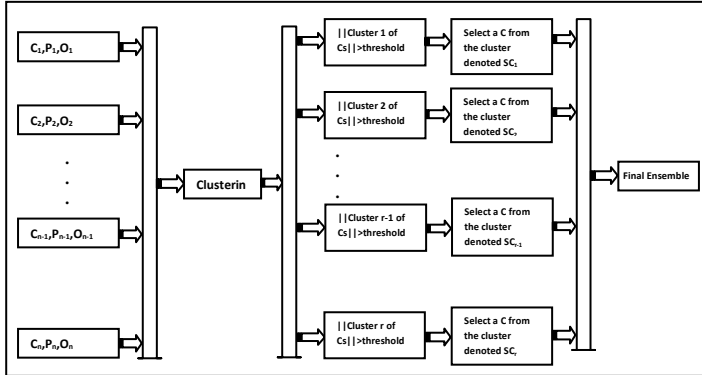 C₁,P₁,O₁
C₂,P₂,O₂
Cₙ₋₁,Pₙ₋₁,Oₙ₋₁
Cₙ,Pₙ,Oₙ
Clusterin
||Cluster 1 of
Cs||>threshold
Select a C from
the cluster
denoted SC₁
||Cluster 2 of
Cs||>threshold
Select a C from
the cluster
denoted SC₂
||Cluster r-1 of
Cs||>threshold
Select a C from
the cluster
denoted SCᵣ₋₁
||Cluster r of
Cs||>threshold
Select a C from
the cluster
denoted SCᵣ
Final Ensemble